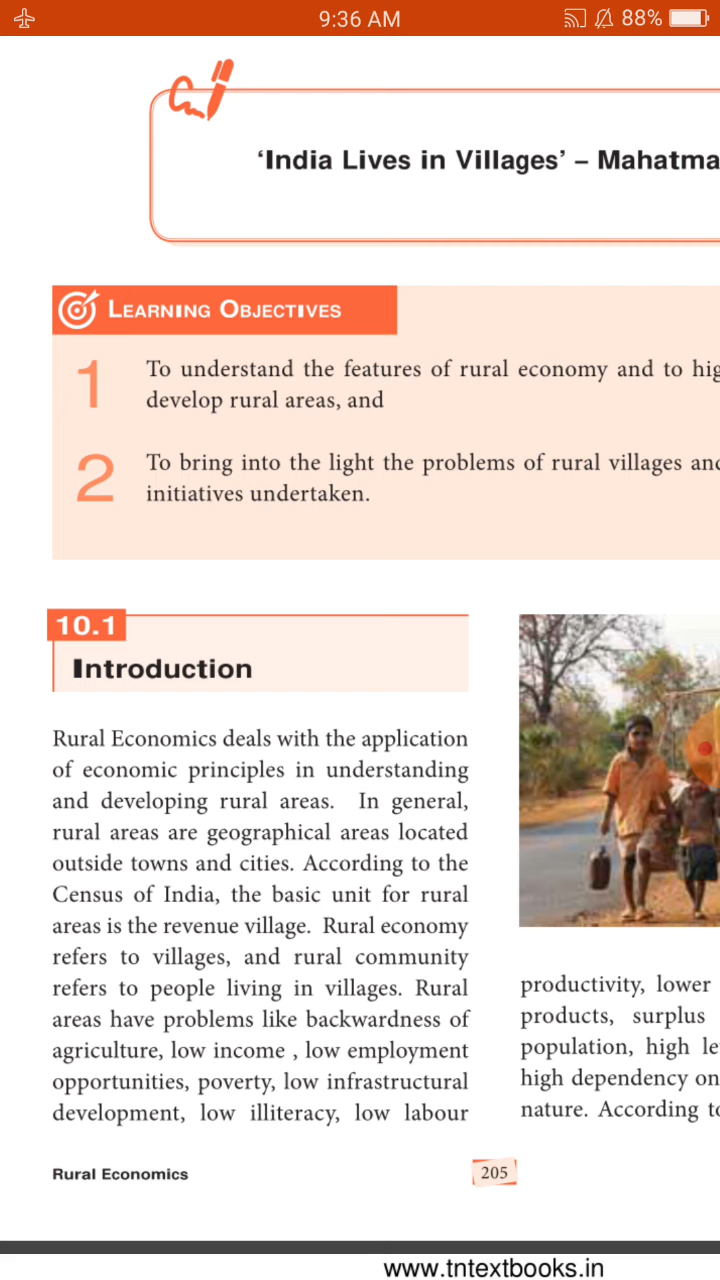 9:36 AM
88%
‘India Lives in Villages’ – Mahatma
LEARNING OBJECTIVES
1
To understand the features of rural economy and to
develop rural areas, and
2
To bring into the light the problems of rural villages
initiatives undertaken.
10.1
Introduction
Rural Economics deals with the application
of economic principles in understanding
and developing rural areas. In general,
rural areas are geographical areas located
outside towns and cities. According to the
Census of India, the basic unit for rural
areas is the revenue village. Rural economy
refers to villages, and rural community
refers to people living in villages. Rural
areas have problems like backwardness of
agriculture, low income , low employment
opportunities, poverty, low infrastructural
development, low illiteracy, low labour
productivity, lower
products, surplus
population, high
high dependency on
nature. According
Rural Economics
205
www.tntextbooks.in